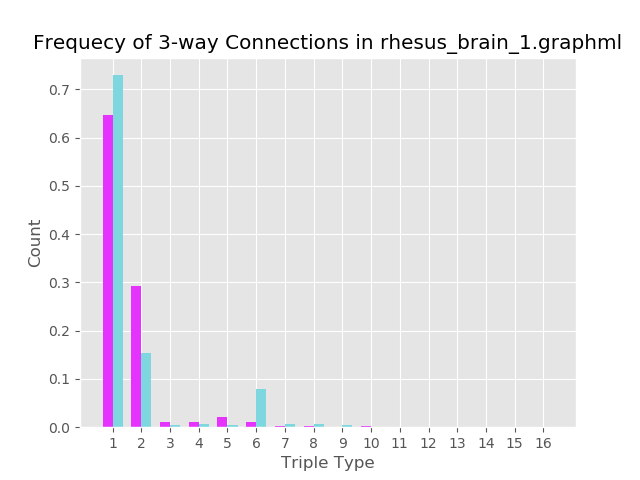 Frequecy of 3-way Connections in rhesus_brain_1.graphml
0.7
0.6
0.5
0.4
0.3
0.2
0.1
0.0
Count
1 2 3 4 5 6 7 8 9 10 11 12 13 14 15 16
Triple Type